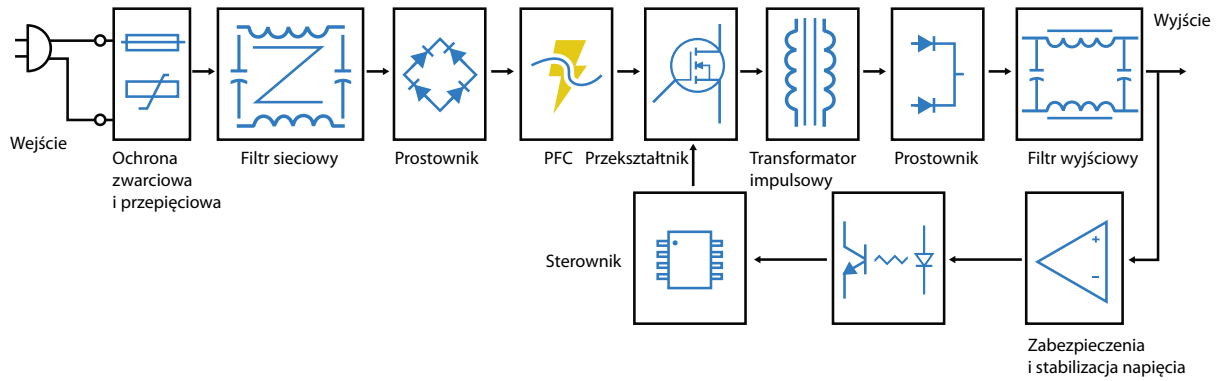 Wyjście
Wejście
Ochrona
zwarciowa
i przepięciowa
Filtr sieciowy
Prostownik
PFC
Przekształtnik
Transformator
impulsowy
Prostownik
Filtr wyjściowy
Sterownik
Zabezpieczenia
i stabilizacja napięcia